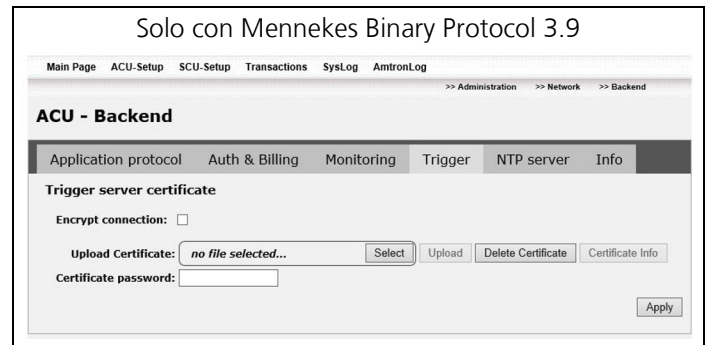 Solo con Mennekes Binary Protocol 3.9
Main Page ACU-Setup SCU-Setup Transactions SysLog AmtronLog
>> Administration >> Network >> Backend
ACU - Backend
Application protocol Auth & Billing Monitoring Trigger NTP server Info
Trigger server certificate
Encrypt connection:
Upload Certificate: no file selected... Select Upload Delete Certificate Certificate Info
Certificate password:
Apply